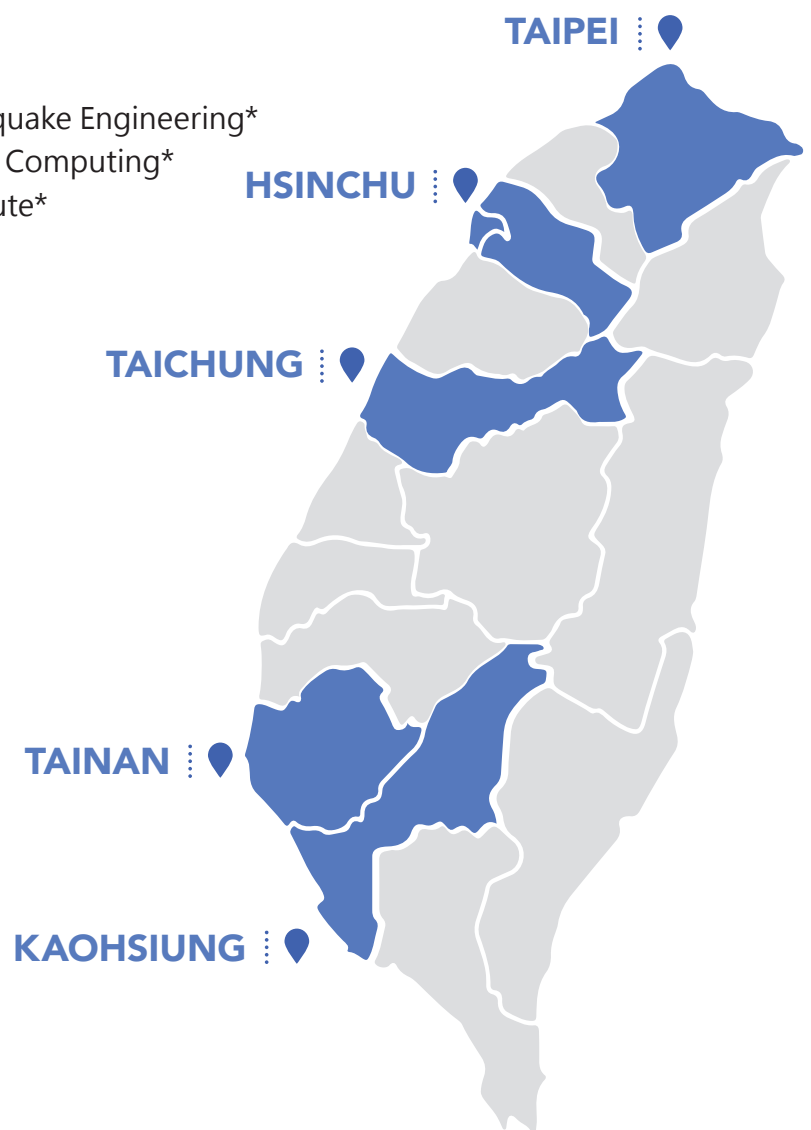 TAIPEI
quake Engineering*
Computing*
ute*
HSINCHU
TAICHUNG
TAINAN
KAOHSIUNG